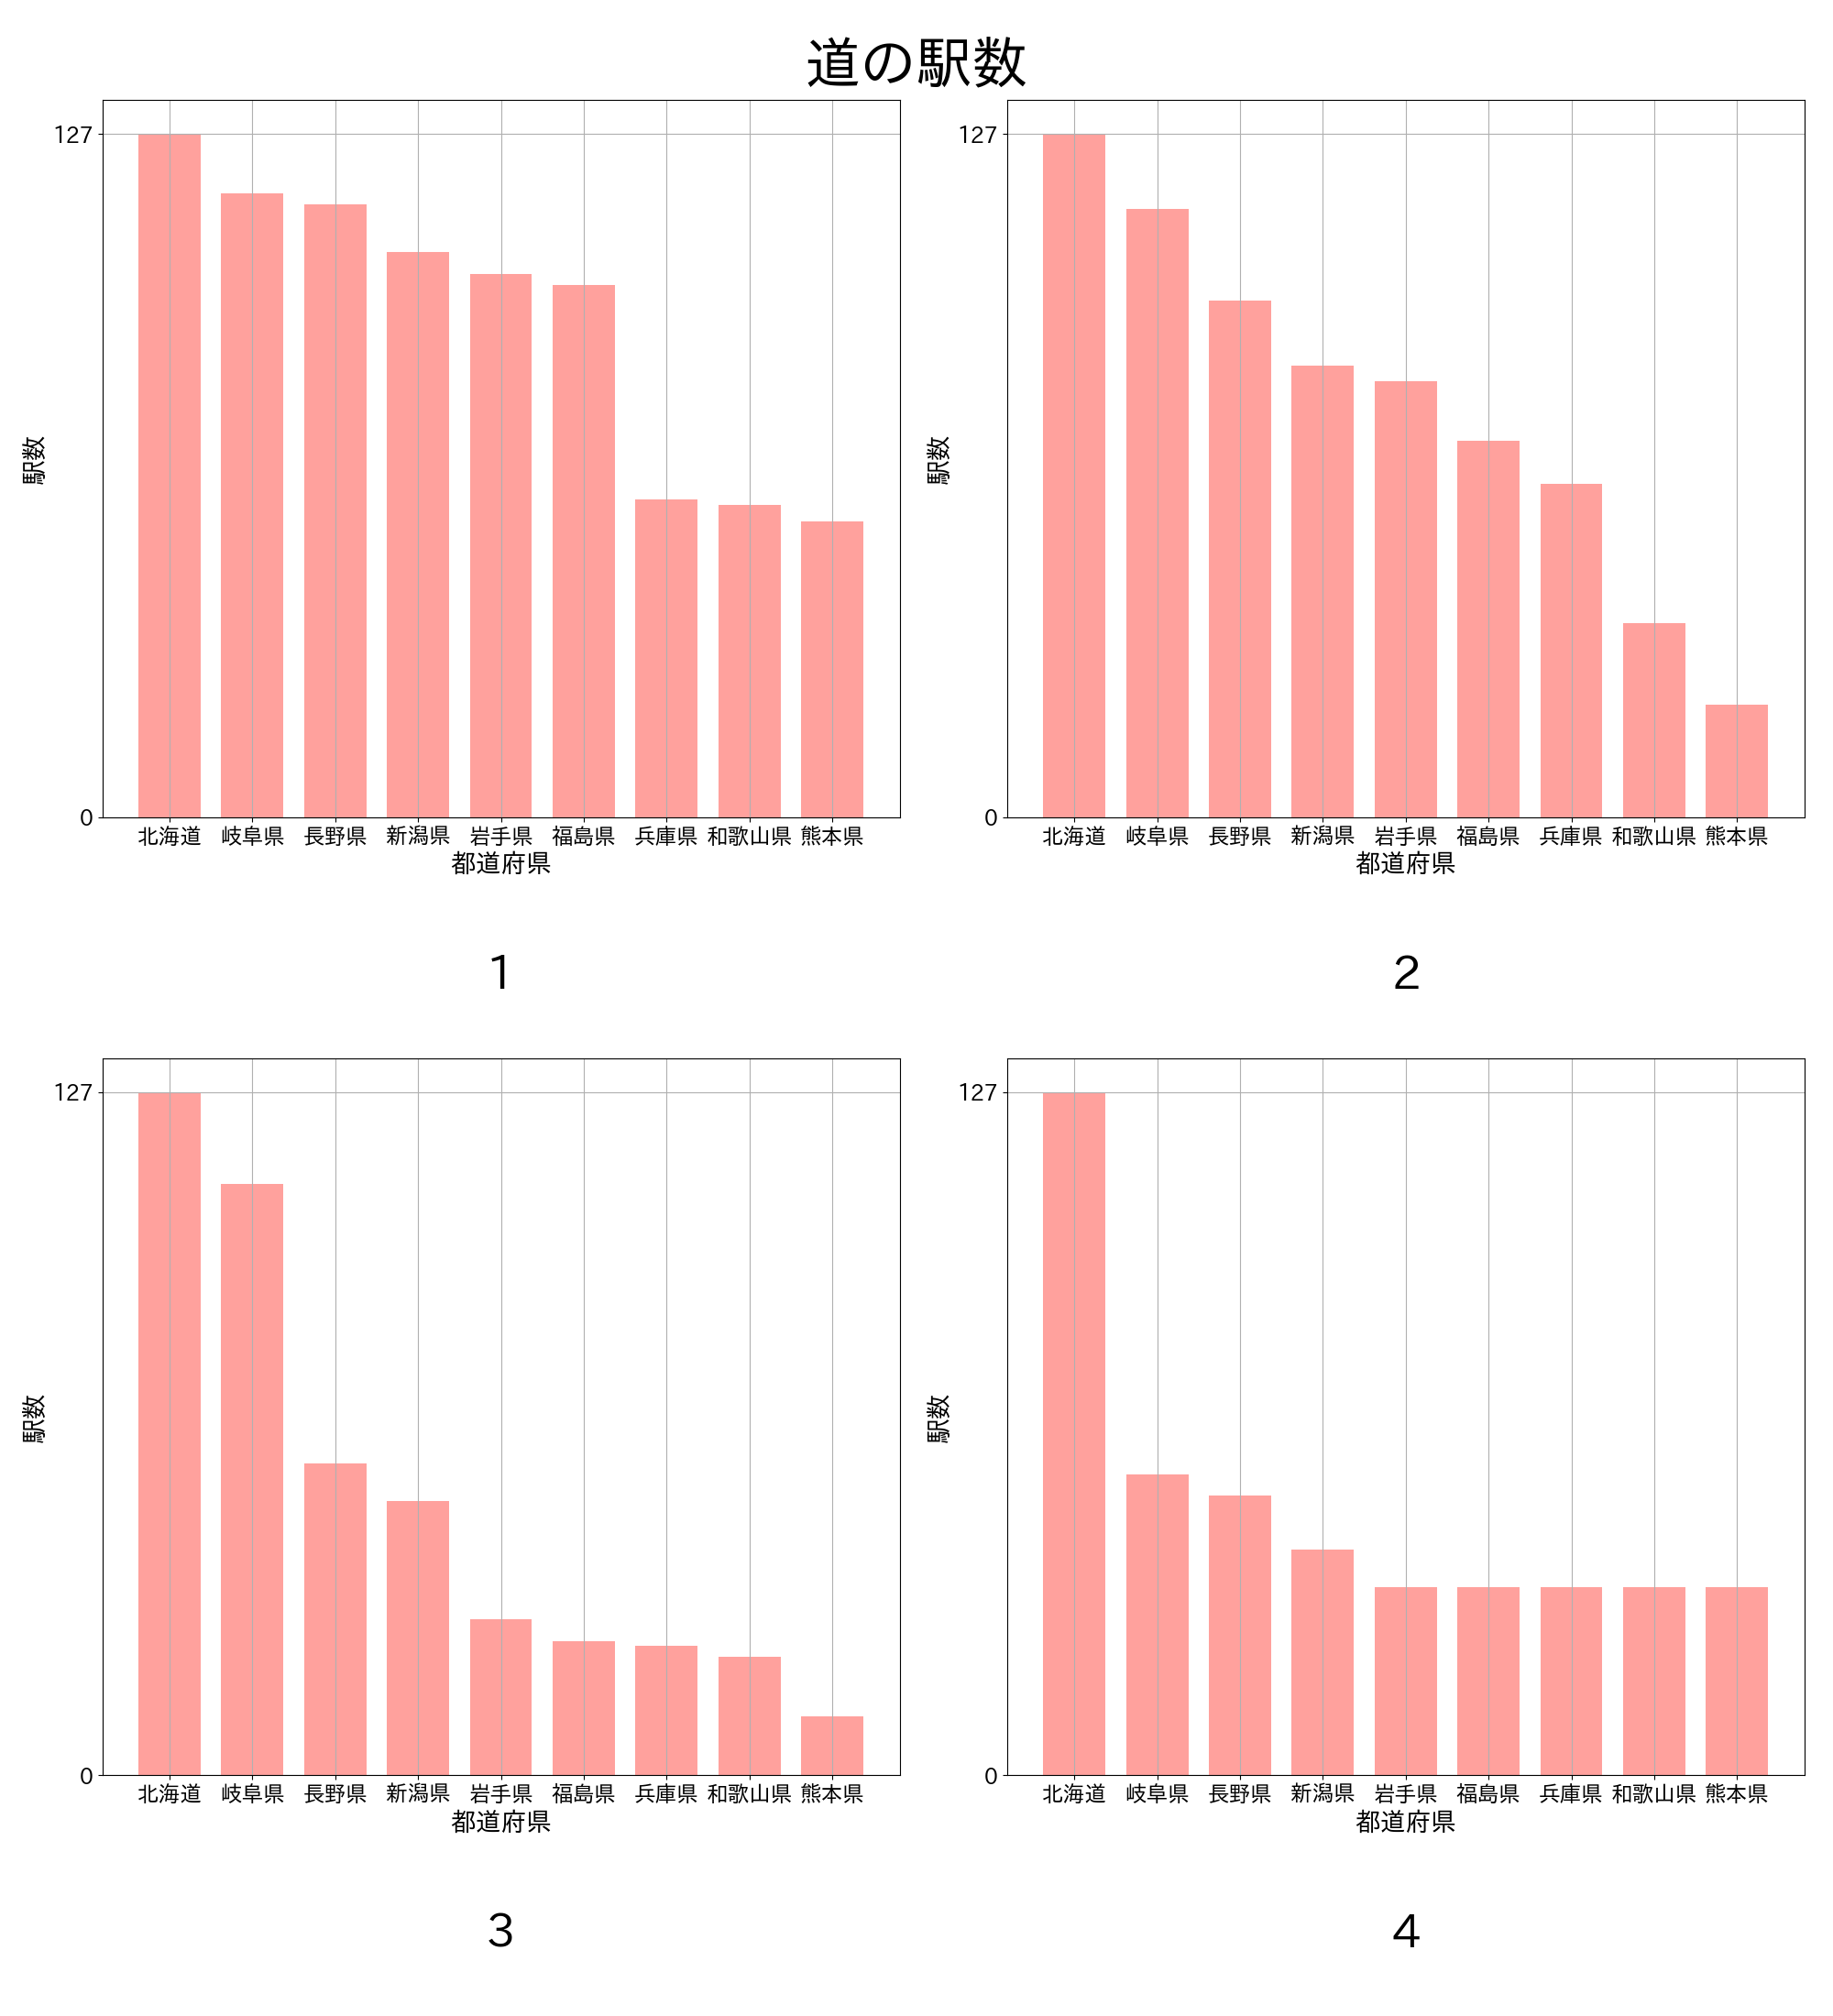 道の駅数
127
0
駅数
北海道 岐阜県 長野県 新潟県 岩手県 福島県 兵庫県 和歌山県 熊本県
都道府県
1
127
0
駅数
北海道 岐阜県 長野県 新潟県 岩手県 福島県 兵庫県 和歌山県 熊本県
都道府県
2
127
0
駅数
北海道 岐阜県 長野県 新潟県 岩手県 福島県 兵庫県 和歌山県 熊本県
都道府県
3
127
0
駅数
北海道 岐阜県 長野県 新潟県 岩手県 福島県 兵庫県 和歌山県 熊本県
都道府県
4